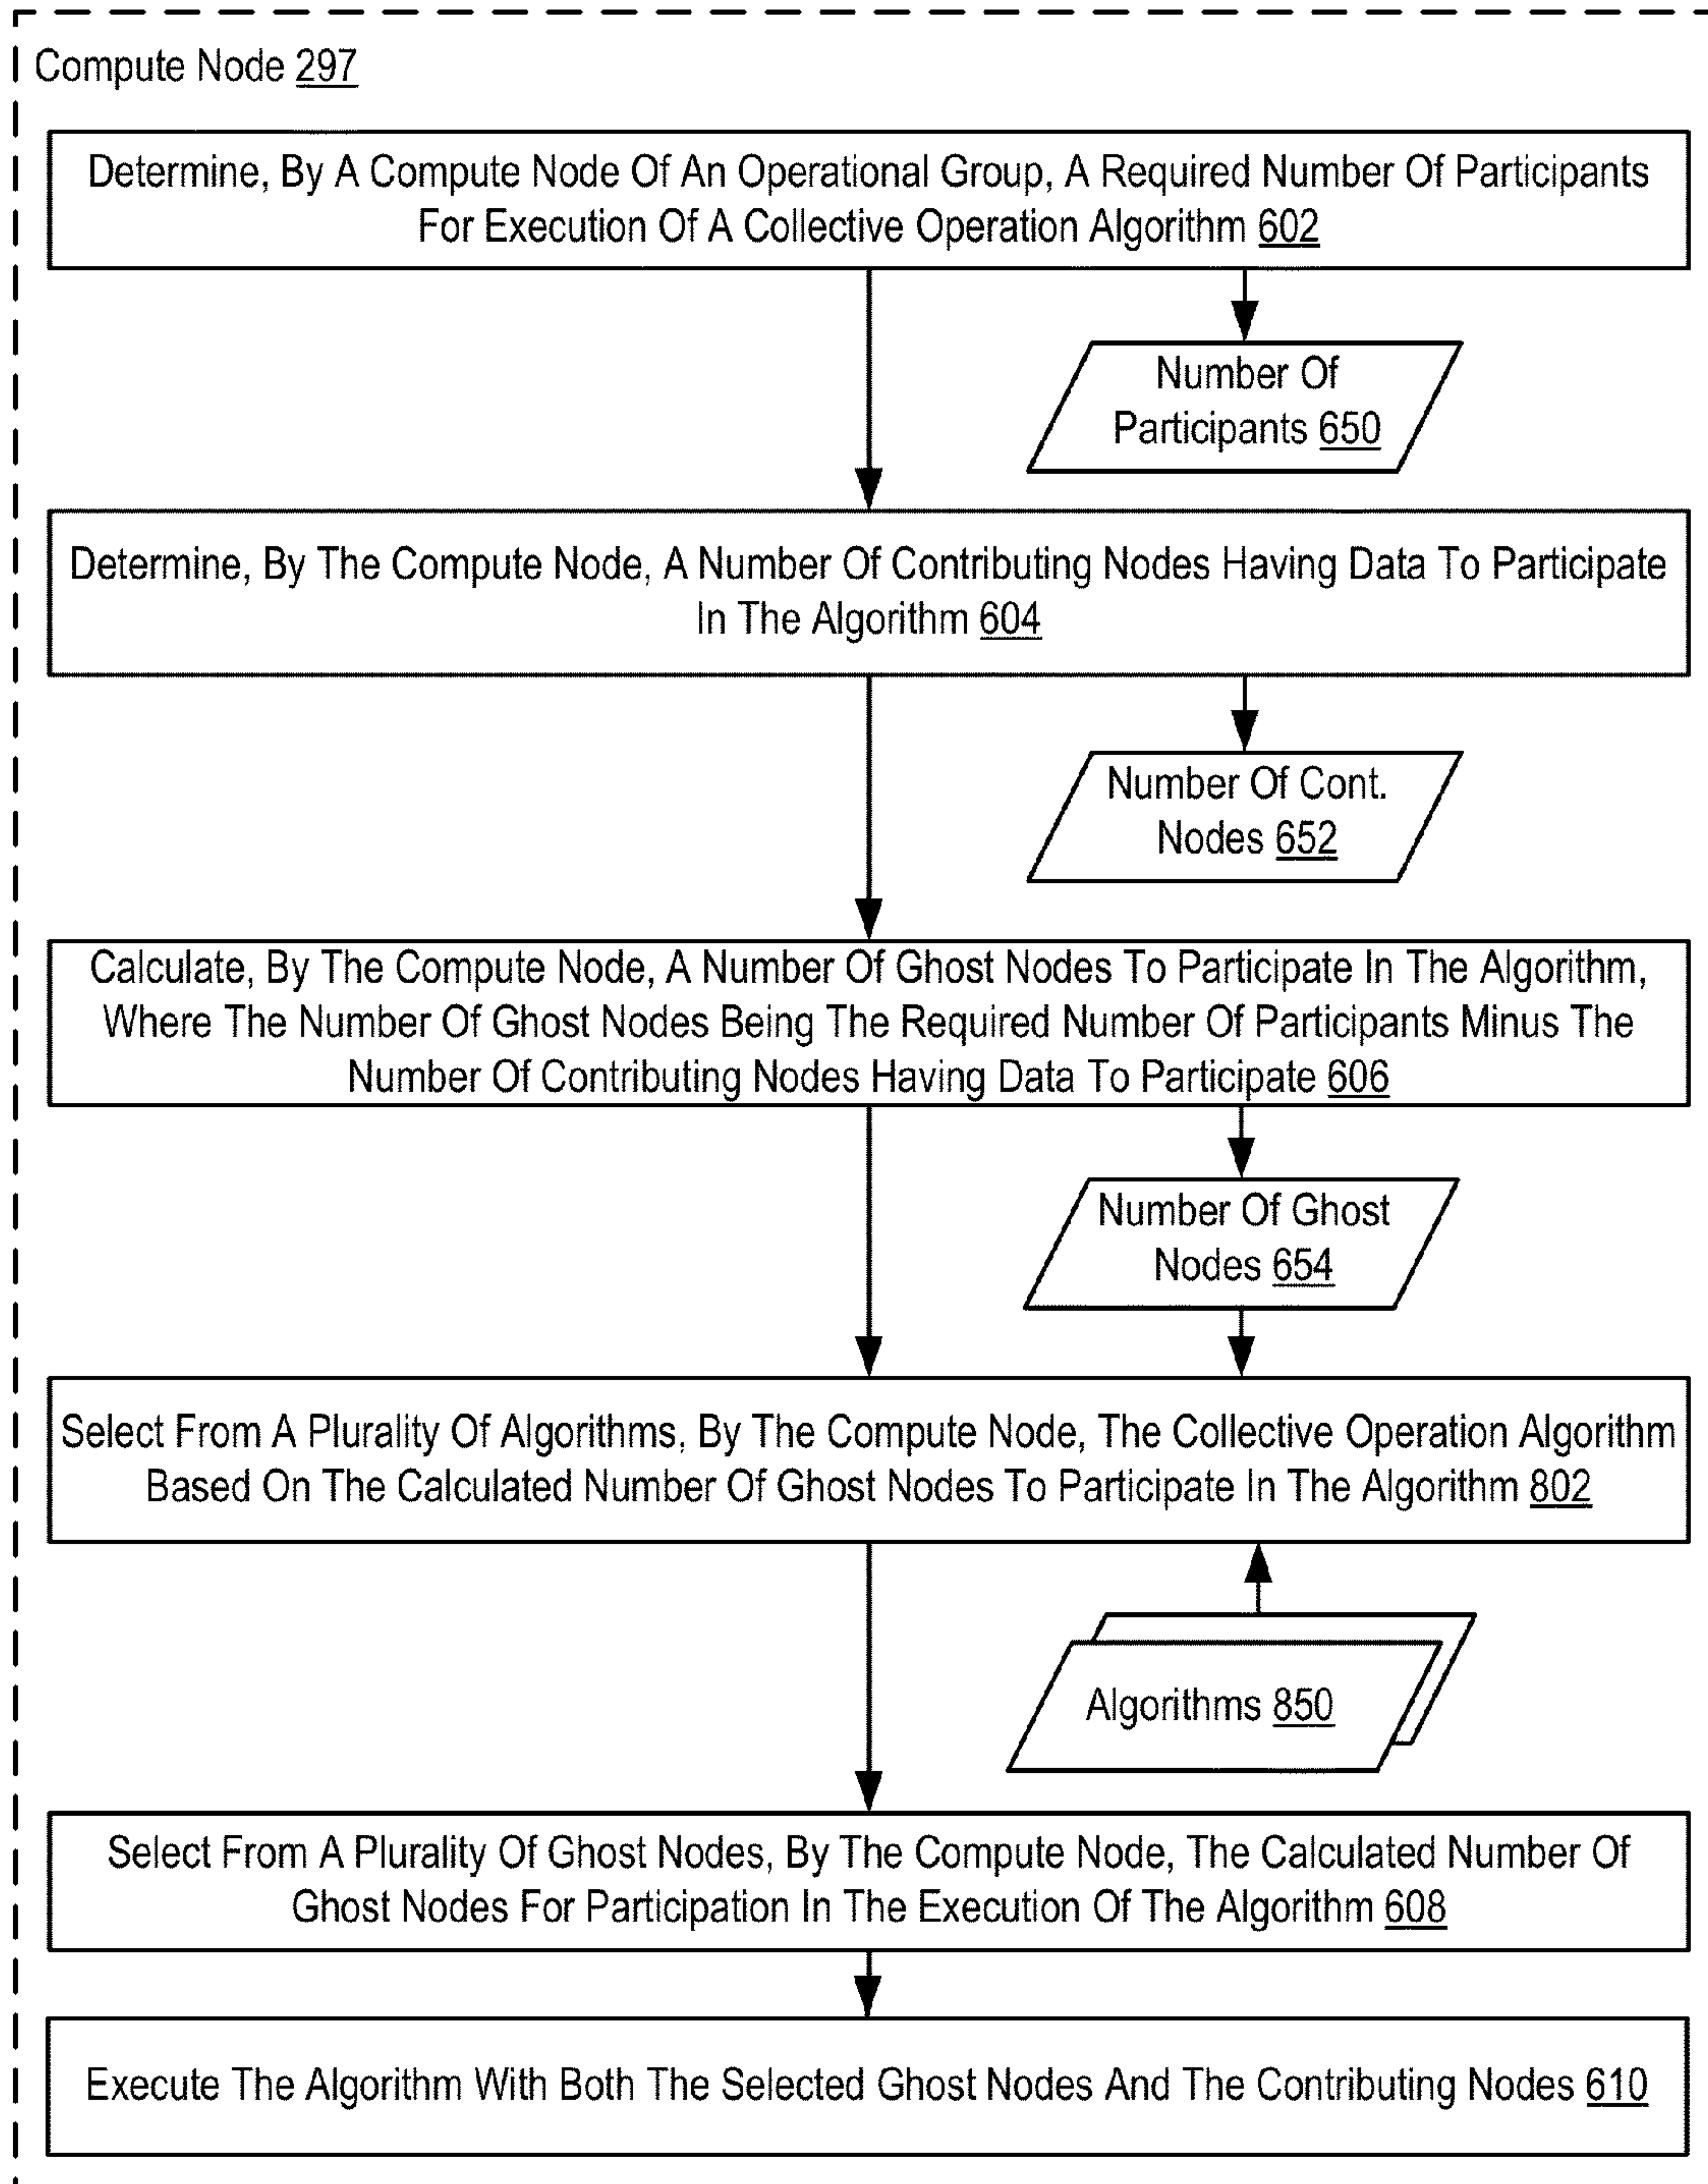 Compute Node 297
Determine, By A Compute Node Of An Operational Group, A Required Number Of Participants
For Execution Of A Collective Operation Algorithm 602
Number Of
Participants 650
Determine, By The Compute Node, A Number Of Contributing Nodes Having Data To Participate
In The Algorithm 604
Number Of Cont.
Nodes 652
Calculate, By The Compute Node, A Number Of Ghost Nodes To Participate In The Algorithm,
Where The Number Of Ghost Nodes Being The Required Number Of Participants Minus The
Number Of Contributing Nodes Having Data To Participate 606
Number Of Ghost
Nodes 654
Select From A Plurality Of Algorithms, By The Compute Node, The Collective Operation Algorithm
Based On The Calculated Number Of Ghost Nodes To Participate In The Algorithm 802
Algorithms 850
Select From A Plurality Of Ghost Nodes, By The Compute Node, The Calculated Number Of
Ghost Nodes For Participation In The Execution Of The Algorithm 608
Execute The Algorithm With Both The Selected Ghost Nodes And The Contributing Nodes 610